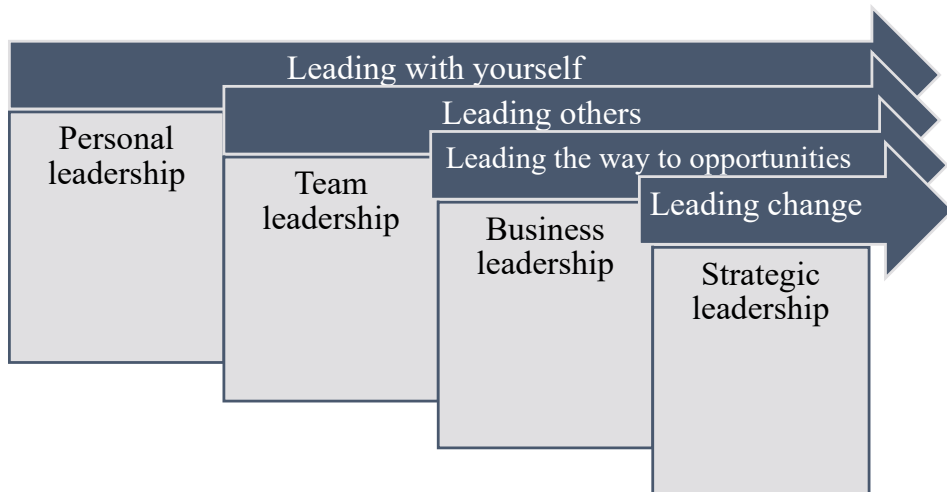 Leading with yourself
Personal
leadership
Leading others
Team
leadership
Leading the way to opportunities
Business
leadership
Leading change
Strategic
leadership